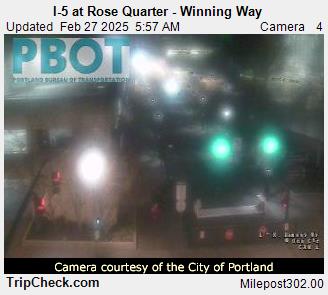 I-5 at Rose Quarter - Winning Way
Updated Feb 27 2025 5:57 AM Camera 4
PBOT
PORTLAND BUREAU OF TRANSPORTATION
Camera courtesy of the City of Portland
TripCheck.com Milepost302.00